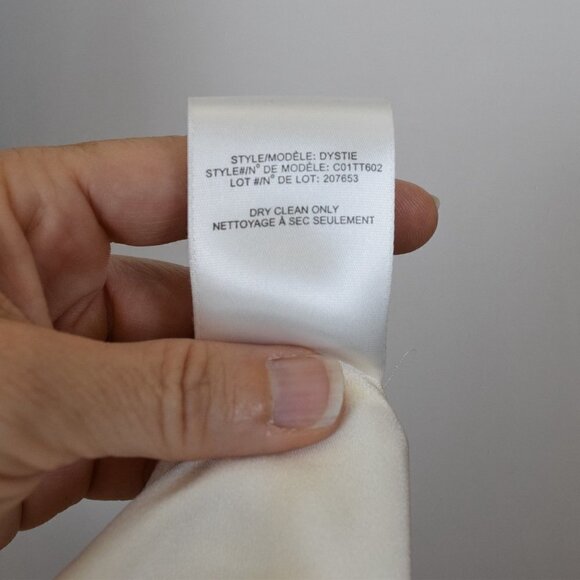 STYLE/MODÈLE: DYSTIE
STYLE#/N° DE MODÈLE: C01TT602
LOT #/N° DE LOT: 207653
DRY CLEAN ONLY
NETTOYAGE À SEC SEULEMENT